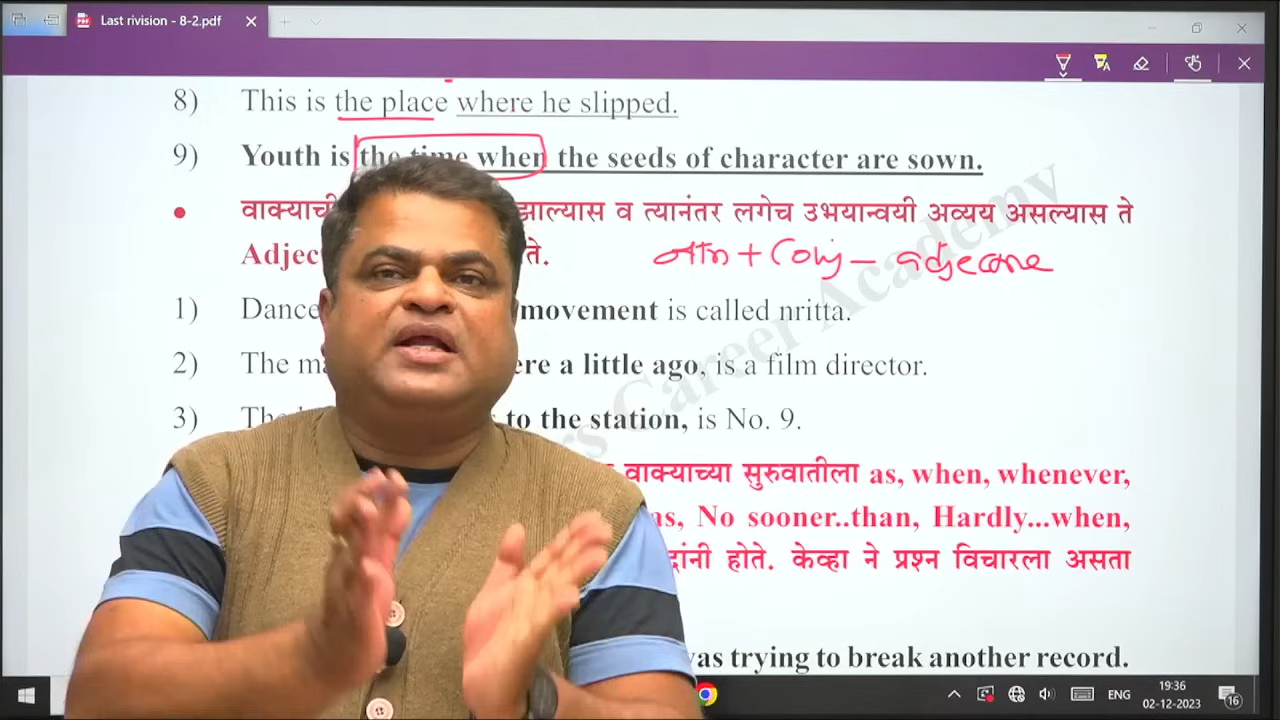 Last rivision - 8-2.pdf
8) This is the place where he slipped.
9) Youth is the time when the seeds of character are sown.
• वाक्याची झाल्यास व त्यानंतर लगेच उभयान्वयी अव्यय असल्यास ते
Adjec ते.
+ Conj –
1) Dance movement is called nritta.
2) The ere a little ago, is a film director.
3) The to the station, is No. 9.
वाक्याच्या सुरुवातीला as, when, whenever,
as, No sooner..than, Hardly...when,
होते. केव्हा ने प्रश्न विचारला असता
was trying to break another record.
Career Academy
ENG
19:36
02-12-2023
16